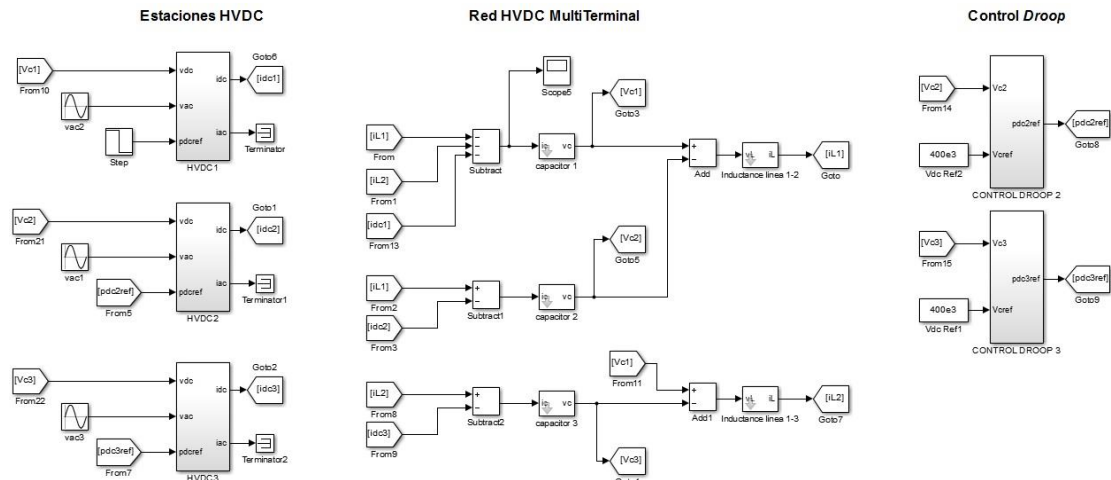 Estaciones HVDC
Red HVDC MultiTerminal
Control Droop
[Vc1]
From10
vac2
Step
vdc
vac
pdcref
idc
iac
HVDC1
Goto6
[idc1]
Terminator
[Vc2]
From21
vac1
[pdc2ref]
From5
vdc
vac
pdcref
idc
iac
HVDC2
Goto1
[idc2]
Terminator1
[Vc3]
From22
vac3
[pdc3ref]
From7
vdc
vac
pdcref
idc
iac
HVDC3
Goto2
[idc3]
Terminator2
[iL1]
From
[iL2]
From1
[idc1]
From13
Subtract
Scope5
ic
vc
capacitor 1
[Vc1]
Goto3
Add
vL
iL
Inductance linea 1-2
[iL1]
Goto
[iL1]
From2
[idc2]
From3
Subtract1
ic
vc
capacitor 2
[Vc2]
Goto5
[iL2]
From8
[idc3]
From9
Subtract2
ic
vc
capacitor 3
[Vc3]
[Vc1]
From11
Add1
vL
iL
Inductance linea 1-3
[iL2]
Goto7
[Vc2]
From14
400e3
Vdc Ref2
Vc2
Vcref
pdc2ref
CONTROL DROOP 2
[pdc2ref]
Goto8
[Vc3]
From15
400e3
Vdc Ref1
Vc3
Vcref
pdc3ref
CONTROL DROOP 3
[pdc3ref]
Goto9